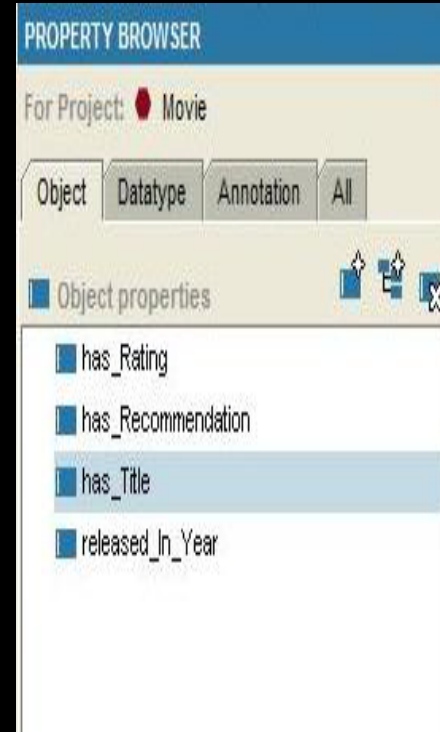 PROPERTY BROWSER
For Project: Movie
Object Datatype Annotation All
Object properties
has_Rating
has_Recommendation
has_Title
released_In_Year